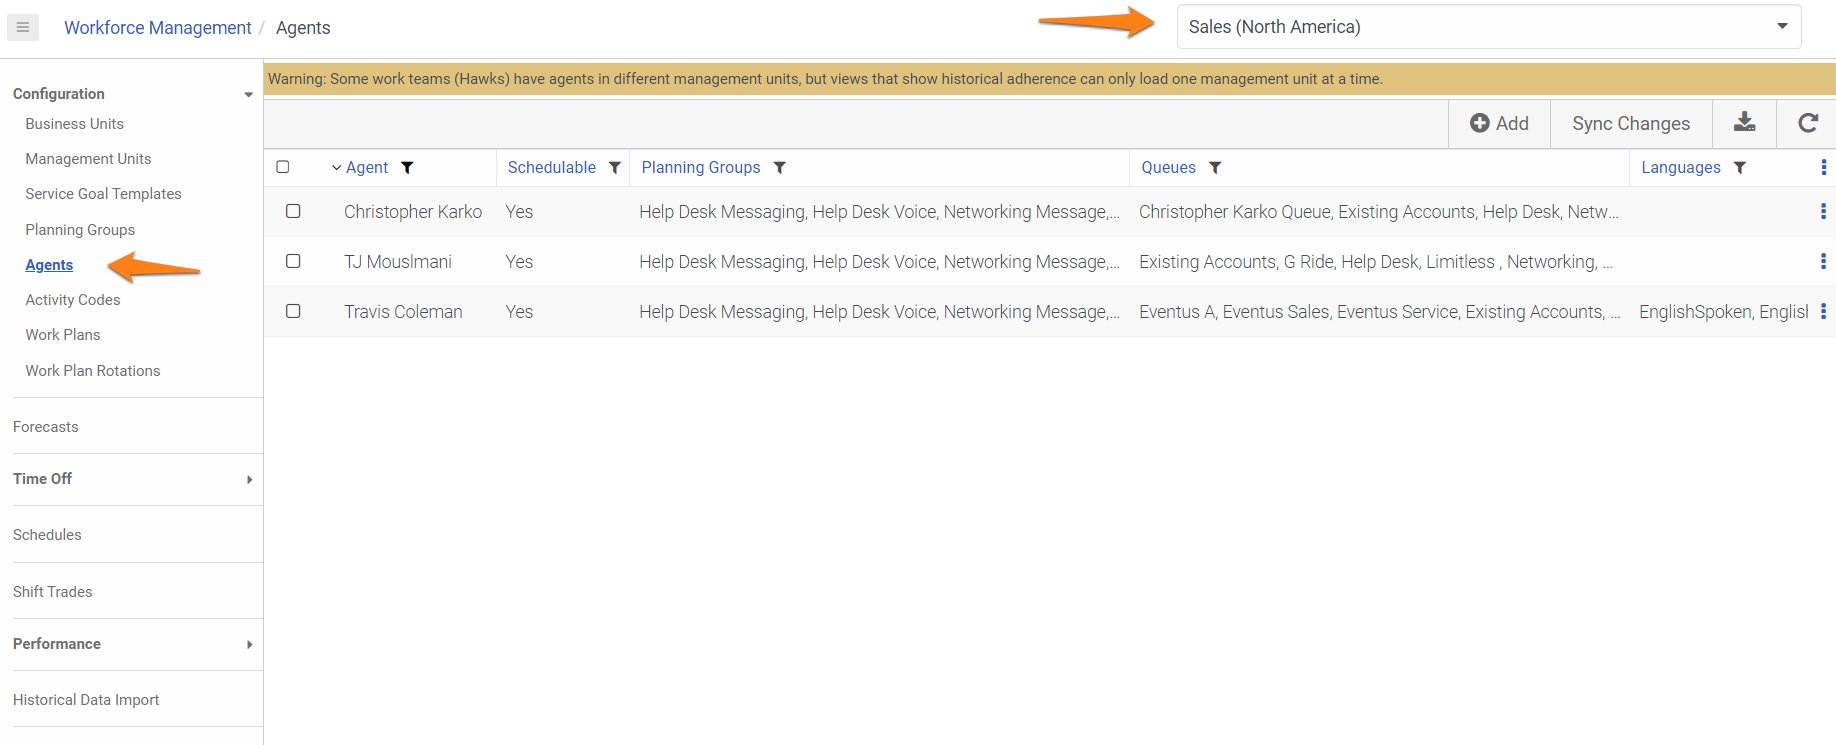 Workforce Management / Agents
Sales (North America)
Warning: Some work teams (Hawks) have agents in different management units, but views that show historical adherence can only load one management unit at a time.
Configuration
Business Units
Management Units
Service Goal Templates
Planning Groups
Agents
Activity Codes
Work Plans
Work Plan Rotations
Forecasts
Time Off
Schedules
Shift Trades
Performance
Historical Data Import
Add Sync Changes
Agent Schedulable Planning Groups Queues Languages
Christopher Karko Yes Help Desk Messaging, Help Desk Voice, Networking Message,... Christopher Karko Queue, Existing Accounts, Help Desk, Netw...
TJ Mouslmani Yes Help Desk Messaging, Help Desk Voice, Networking Message,... Existing Accounts, G Ride, Help Desk, Limitless , Networking, ...
Travis Coleman Yes Help Desk Messaging, Help Desk Voice, Networking Message,... Eventus A, Eventus Sales, Eventus Service, Existing Accounts, ... EnglishSpoken, English